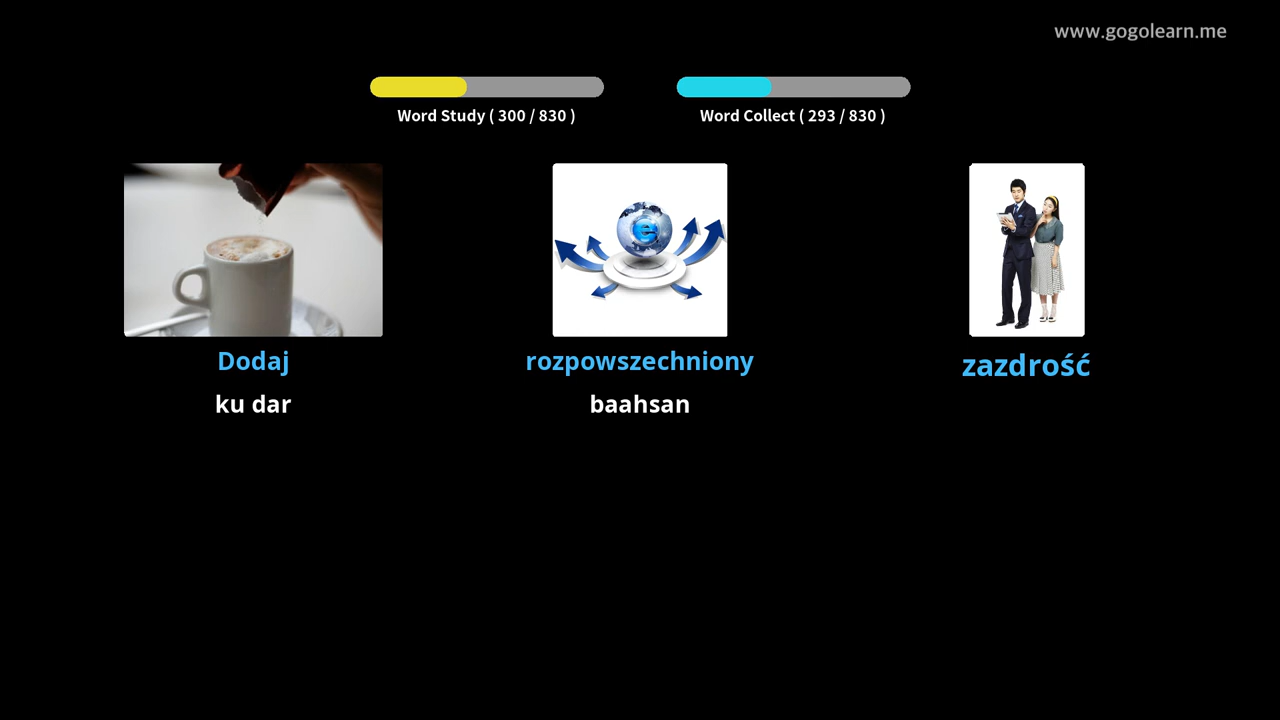 www.gogolearn.me
Word Study ( 300 / 830 )
Word Collect ( 293 / 830 )
e
Dodaj
rozpowszechniony
zazdrość
ku dar
baahsan